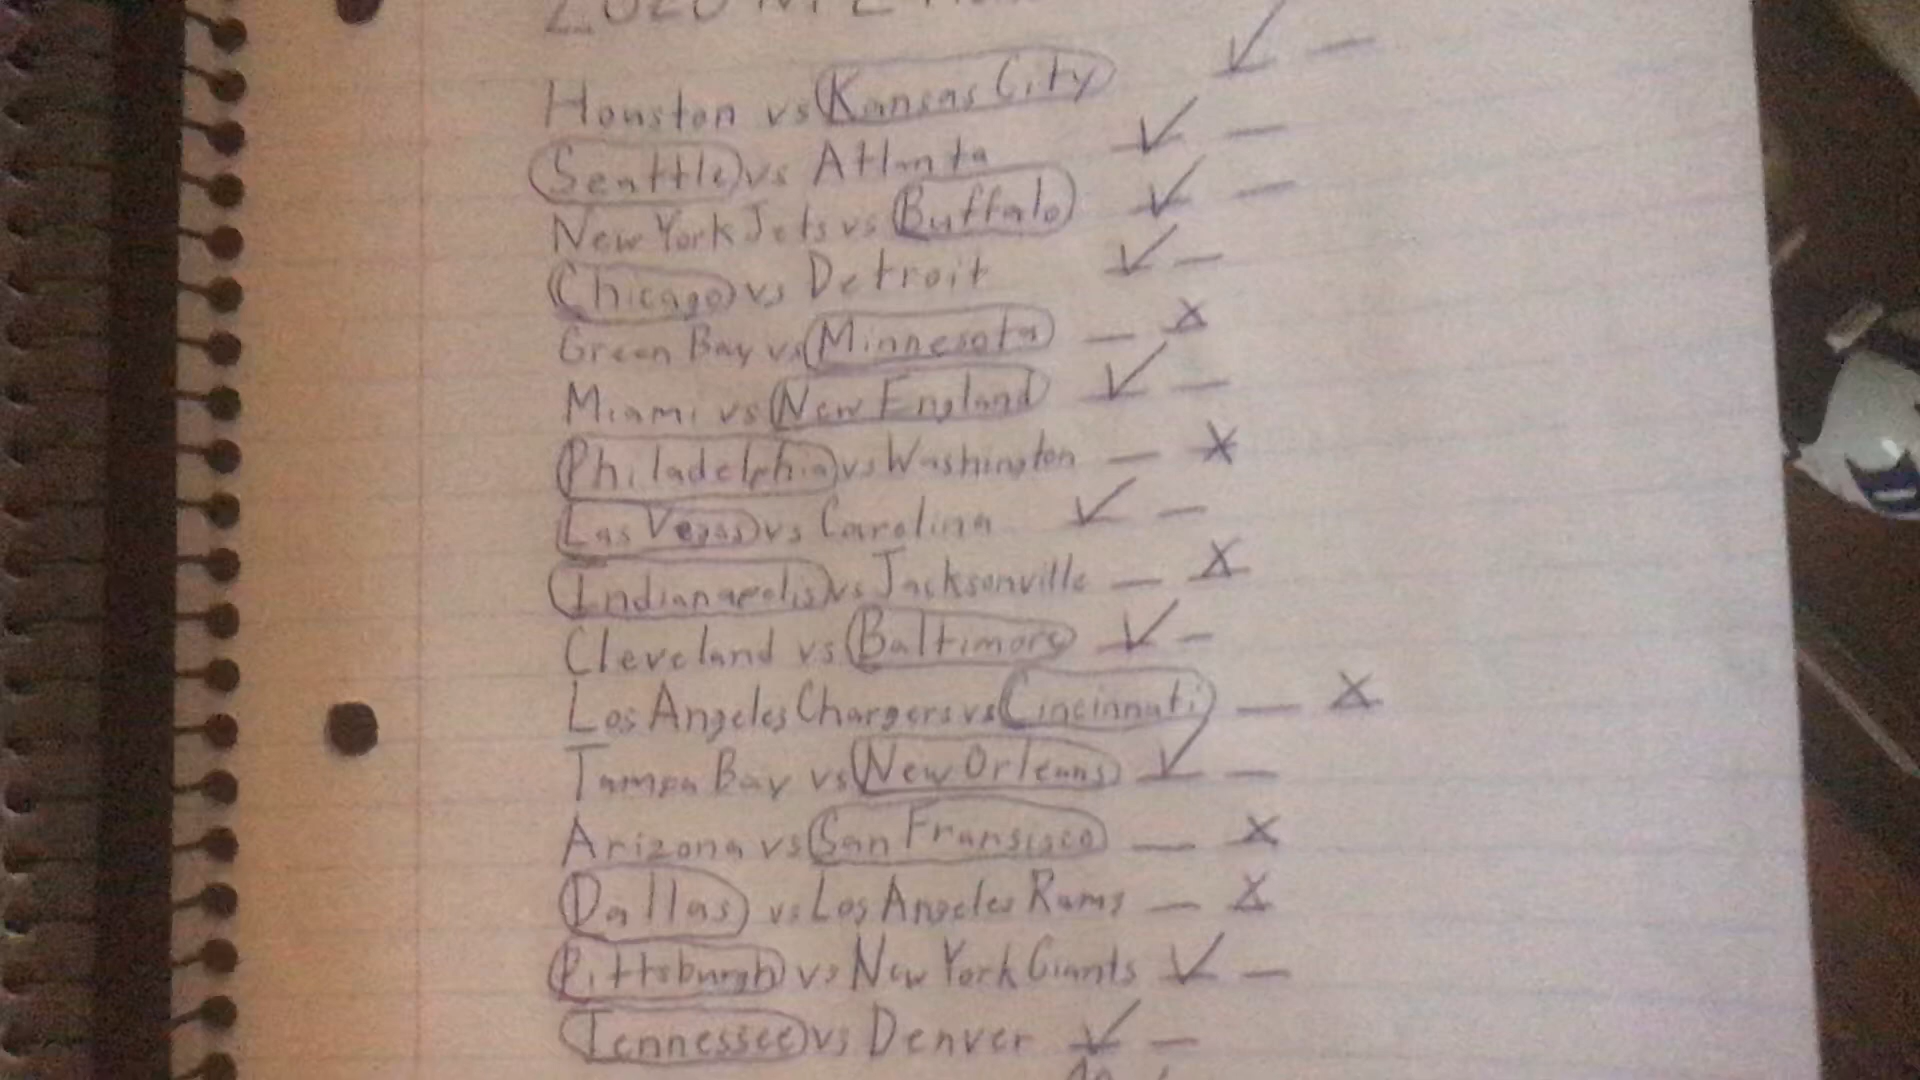 2020 NFL
Houston vs Kansas City ✓ —
Seattle vs Atlanta ✓ —
New York Jets vs Buffalo ✓ —
Chicago vs Detroit ✓ —
Green Bay vs Minnesota — X
Miami vs New England ✓ —
Philadelphia vs Washington — X
Las Vegas vs Carolina ✓ —
Indianapolis vs Jacksonville — X
Cleveland vs Baltimore ✓ —
Los Angeles Chargers vs Cincinnati — X
Tampa Bay vs New Orleans ✓ —
Arizona vs San Fransisco — X
Dallas vs Los Angeles Rams — X
Pittsburgh vs New York Giants ✓ —
Tennessee vs Denver ✓ —